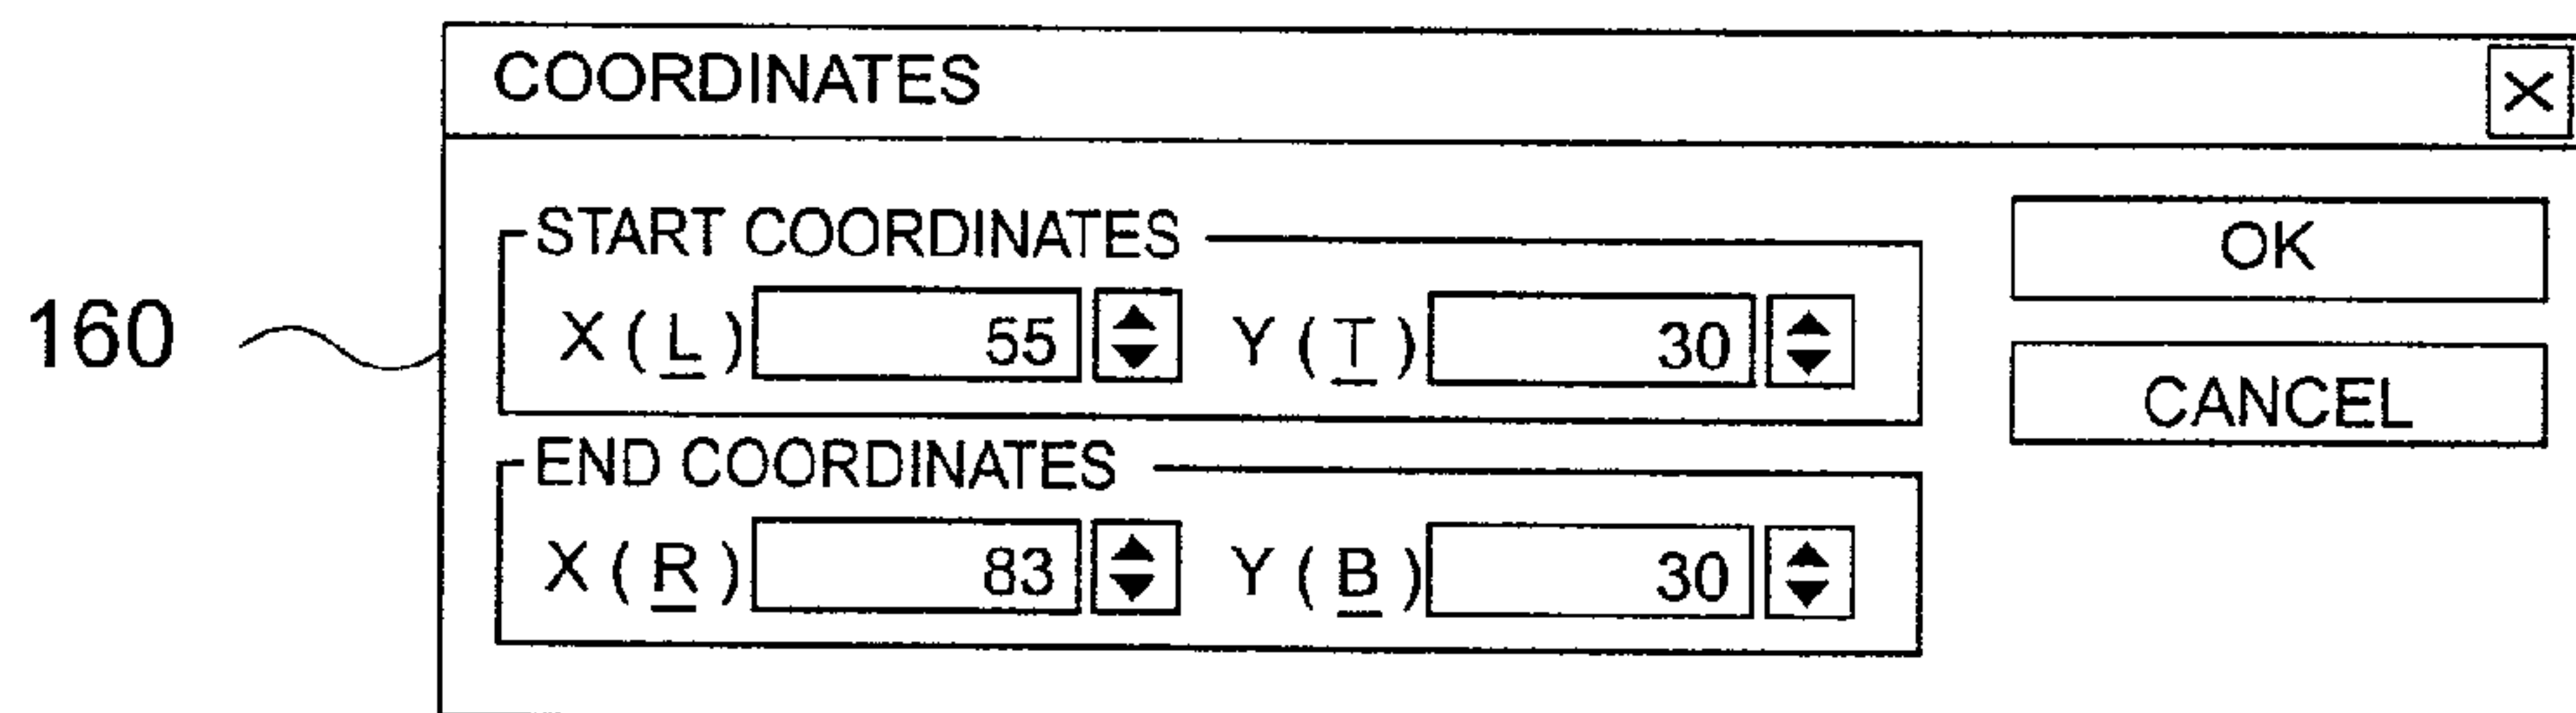 COORDINATES X
START COORDINATES
OK
160
X (L) 55 Y (T) 30
CANCEL
END COORDINATES
X (R) 83 Y (B) 30